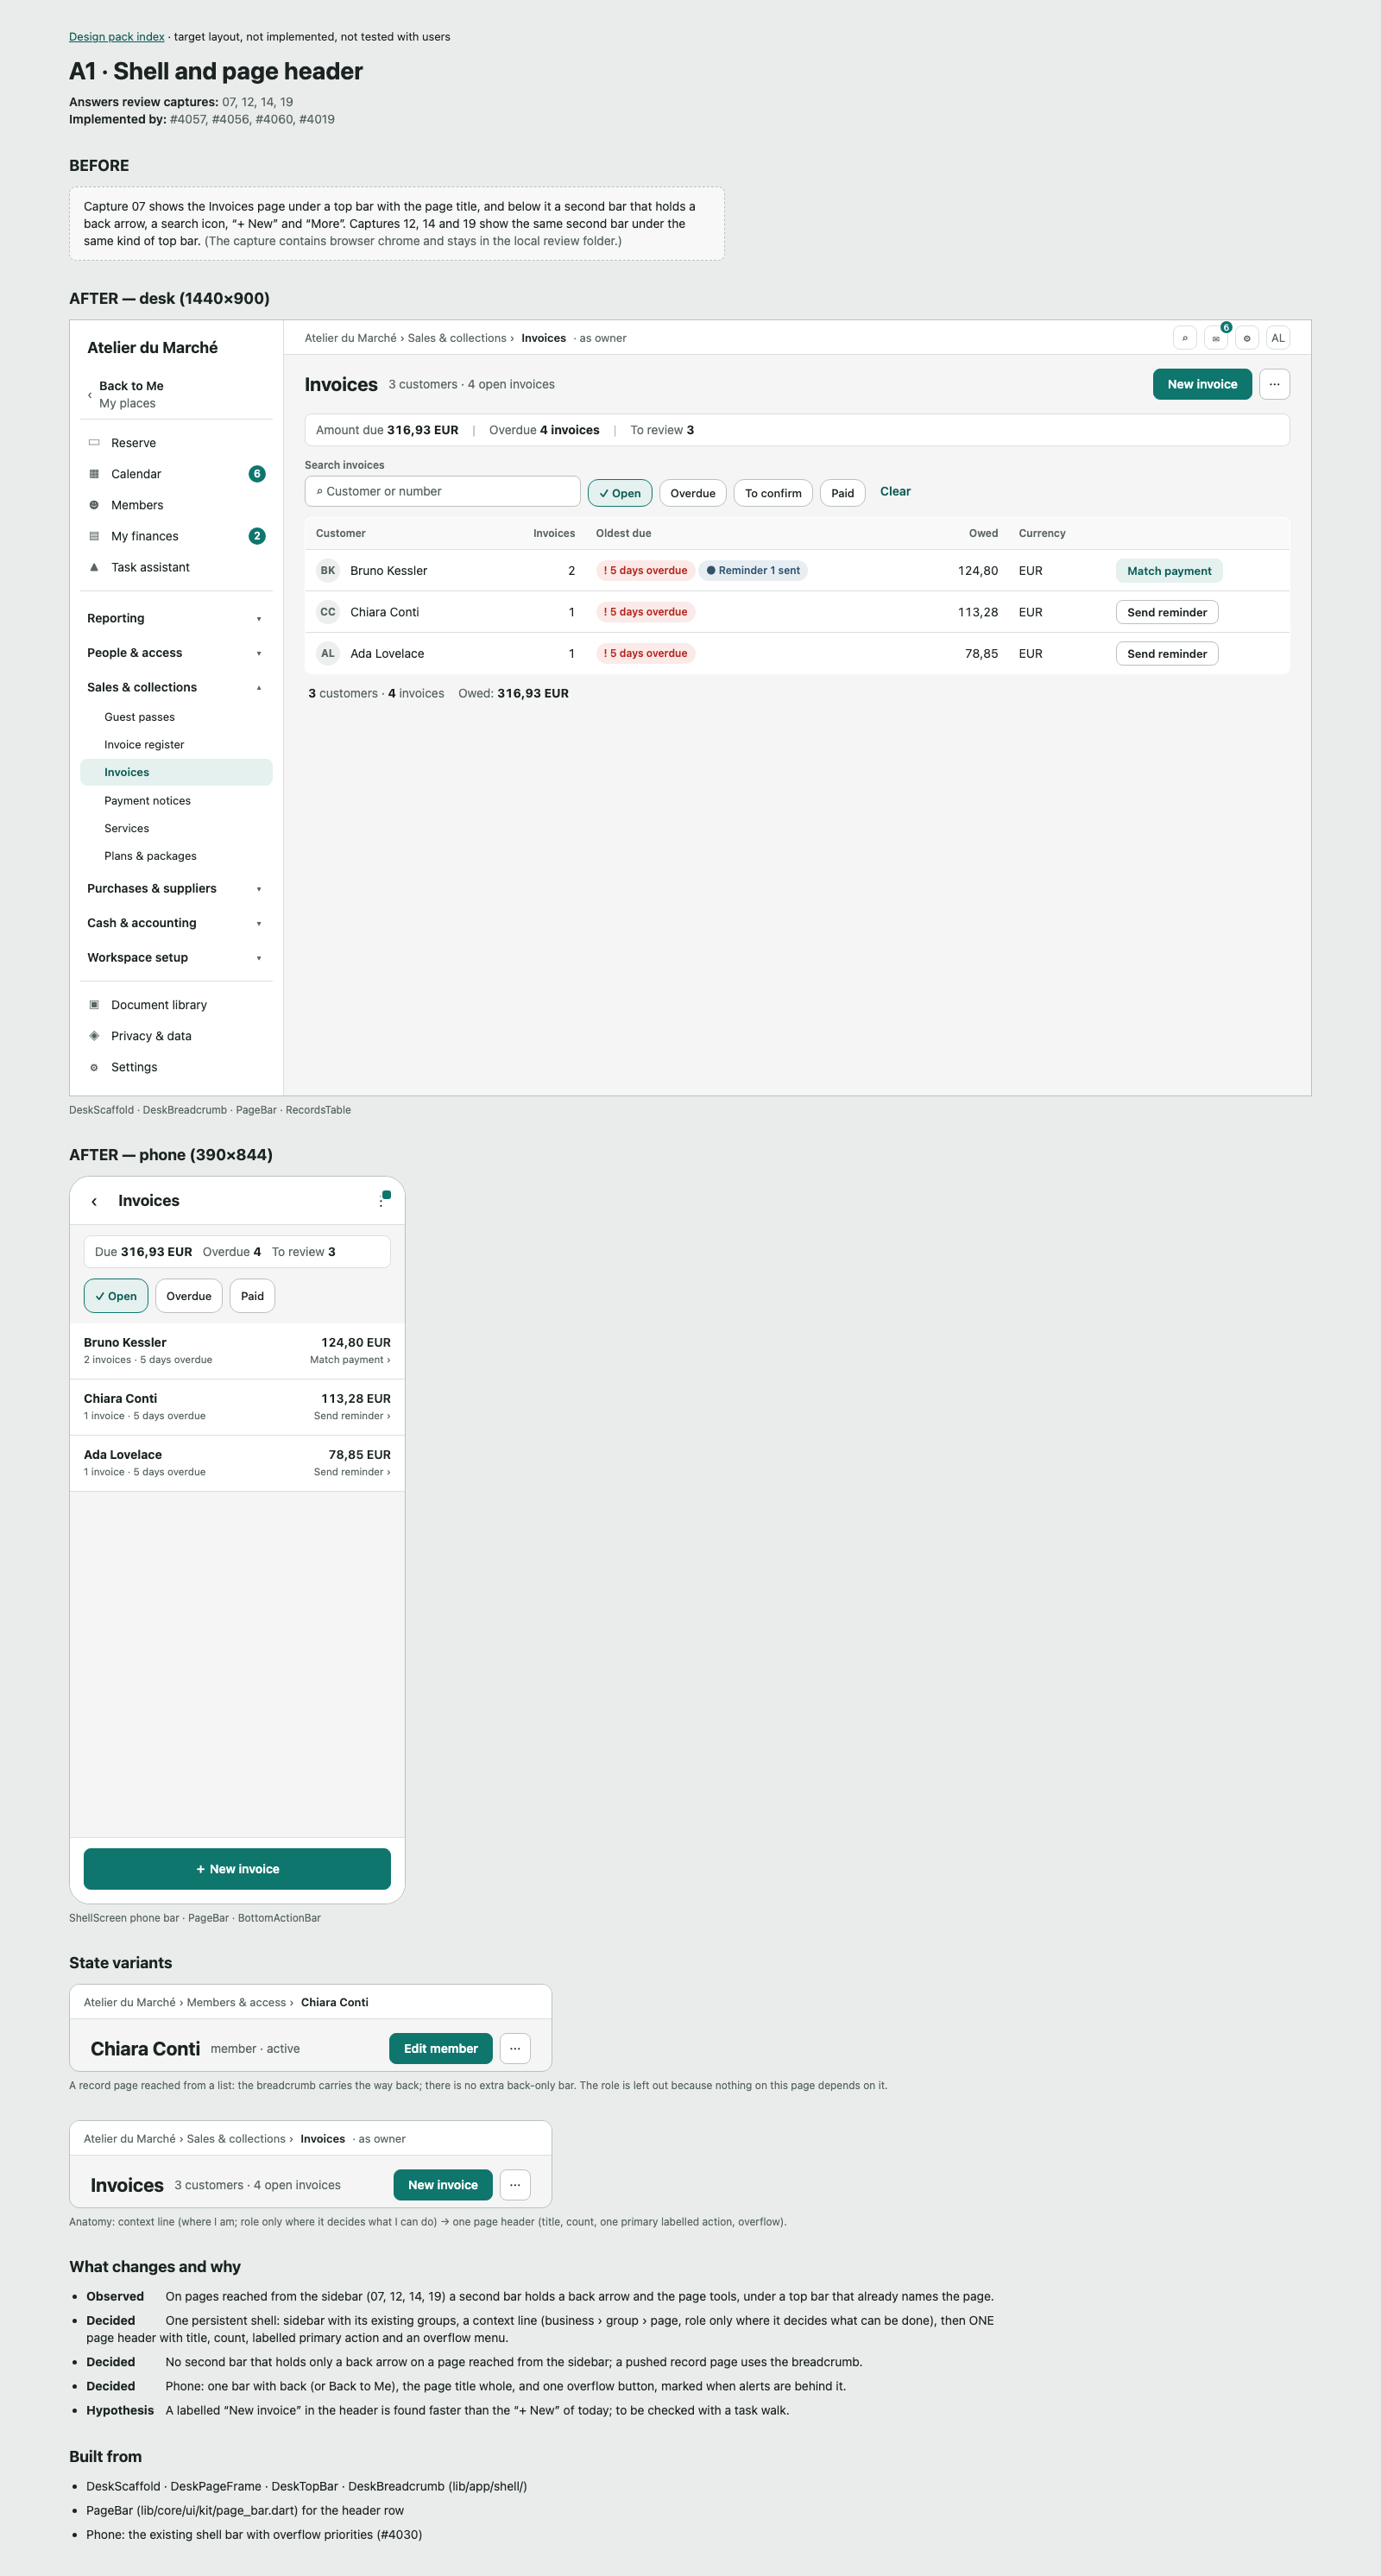 Design pack index · target layout, not implemented, not tested with users
A1 · Shell and page header
Answers review captures: 07, 12, 14, 19
Implemented by: #4057, #4056, #4060, #4019
BEFORE
Capture 07 shows the Invoices page under a top bar with the page title, and below it a second bar that holds a
back arrow, a search icon, “+ New” and “More”. Captures 12, 14 and 19 show the same second bar under the
same kind of top bar. (The capture contains browser chrome and stays in the local review folder.)
AFTER — desk (1440×900)
Atelier du Marché
‹ Back to Me
My places
Reserve
Calendar 6
Members
My finances 2
Task assistant
Reporting ▾
People & access ▾
Sales & collections ▴
Guest passes
Invoice register
Invoices
Payment notices
Services
Plans & packages
Purchases & suppliers ▾
Cash & accounting ▾
Workspace setup ▾
Document library
Privacy & data
Settings
Atelier du Marché › Sales & collections › Invoices · as owner
6
AL
Invoices 3 customers · 4 open invoices
New invoice ···
Amount due 316,93 EUR | Overdue 4 invoices | To review 3
Search invoices
⌕ Customer or number ✓ Open Overdue To confirm Paid Clear
Customer Invoices Oldest due Owed Currency
BK Bruno Kessler 2 ! 5 days overdue ● Reminder 1 sent 124,80 EUR Match payment
CC Chiara Conti 1 ! 5 days overdue 113,28 EUR Send reminder
AL Ada Lovelace 1 ! 5 days overdue 78,85 EUR Send reminder
3 customers · 4 invoices Owed: 316,93 EUR
DeskScaffold · DeskBreadcrumb · PageBar · RecordsTable
AFTER — phone (390×844)
‹ Invoices ⋮
Due 316,93 EUR Overdue 4 To review 3
✓ Open Overdue Paid
Bruno Kessler 124,80 EUR
2 invoices · 5 days overdue Match payment ›
Chiara Conti 113,28 EUR
1 invoice · 5 days overdue Send reminder ›
Ada Lovelace 78,85 EUR
1 invoice · 5 days overdue Send reminder ›
+ New invoice
ShellScreen phone bar · PageBar · BottomActionBar
State variants
Atelier du Marché › Members & access › Chiara Conti
Chiara Conti member · active Edit member ···
A record page reached from a list: the breadcrumb carries the way back; there is no extra back-only bar. The role is left out because nothing on this page depends on it.
Atelier du Marché › Sales & collections › Invoices · as owner
Invoices 3 customers · 4 open invoices New invoice ···
Anatomy: context line (where I am; role only where it decides what I can do) → one page header (title, count, one primary labelled action, overflow).
What changes and why
• Observed On pages reached from the sidebar (07, 12, 14, 19) a second bar holds a back arrow and the page tools, under a top bar that already names the page.
• Decided One persistent shell: sidebar with its existing groups, a context line (business › group › page, role only where it decides what can be done), then ONE
page header with title, count, labelled primary action and an overflow menu.
• Decided No second bar that holds only a back arrow on a page reached from the sidebar; a pushed record page uses the breadcrumb.
• Decided Phone: one bar with back (or Back to Me), the page title whole, and one overflow button, marked when alerts are behind it.
• Hypothesis A labelled “New invoice” in the header is found faster than the “+ New” of today; to be checked with a task walk.
Built from
• DeskScaffold · DeskPageFrame · DeskTopBar · DeskBreadcrumb (lib/app/shell/)
• PageBar (lib/core/ui/kit/page_bar.dart) for the header row
• Phone: the existing shell bar with overflow priorities (#4030)